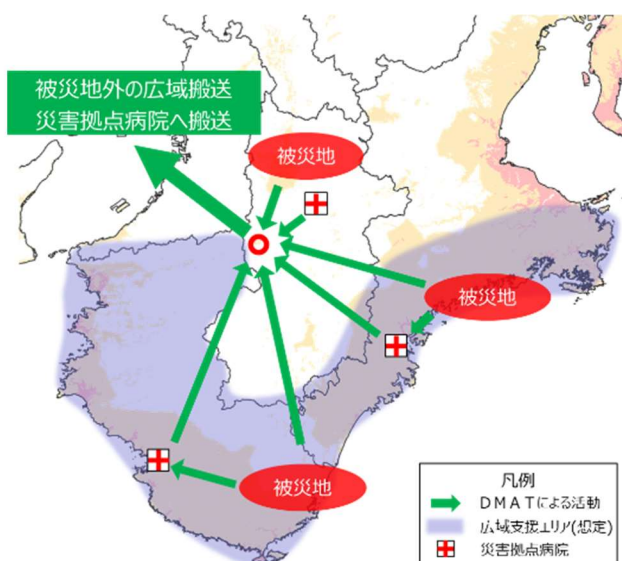 被災地外の広域搬送
災害拠点病院へ搬送
被災地
被災地
被災地
凡例
DMATによる活動
広域支援エリア(想定)
災害拠点病院